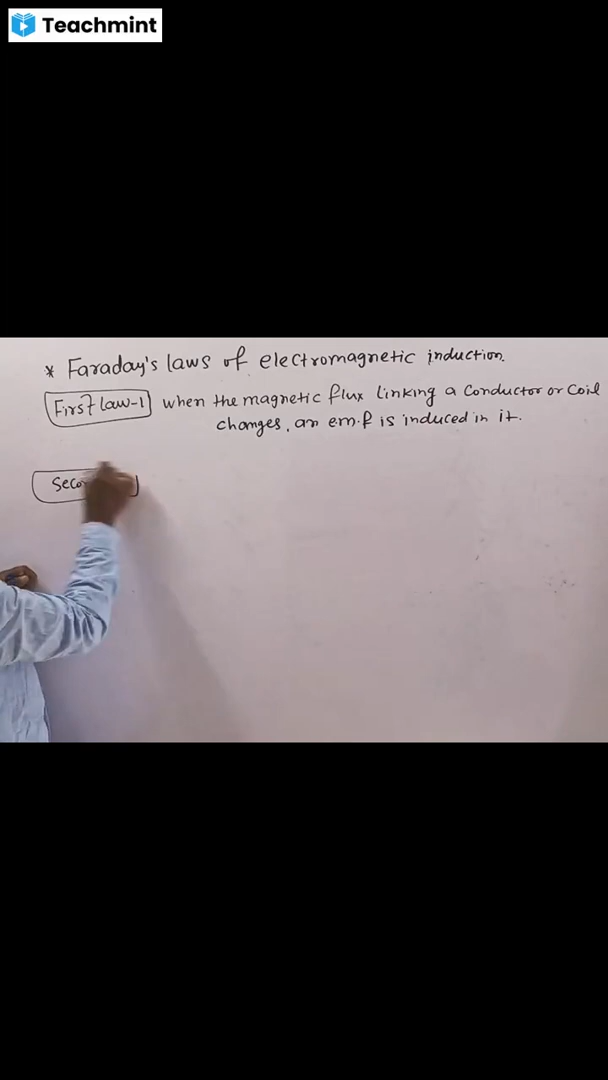 Teachmint
* Faraday's laws of electromagnetic induction.
First law-1 when the magnetic flux linking a conductor or coil
changes, an em.f is induced in it.
Seco